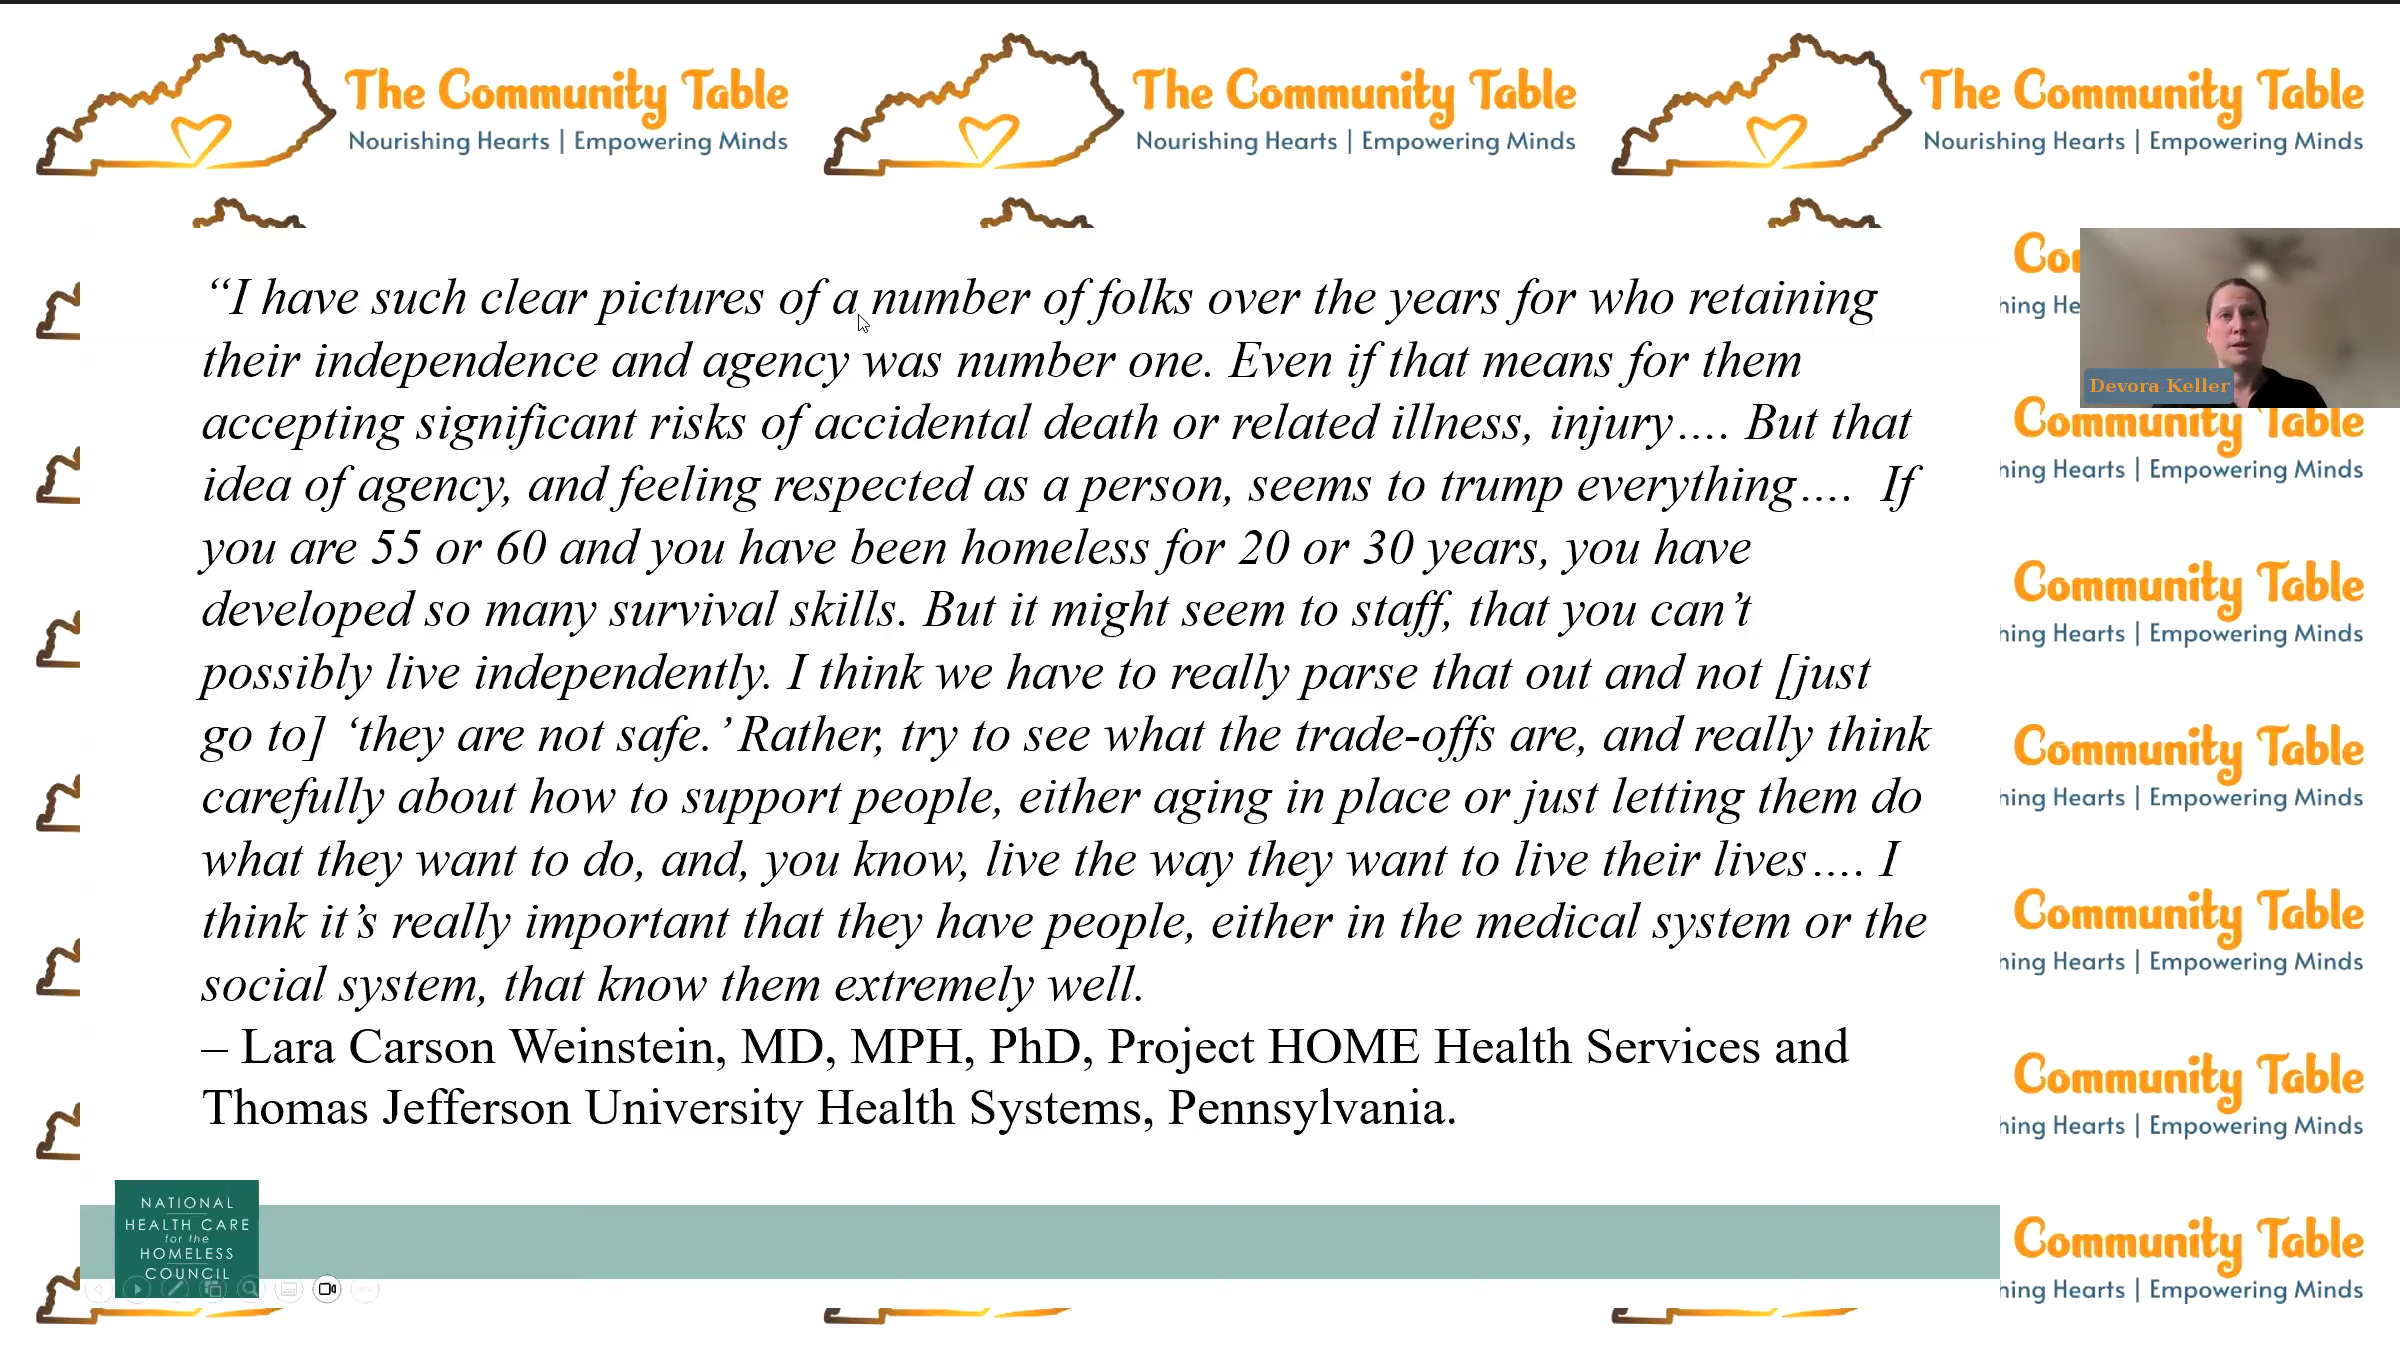 The Community Table The Community Table The Community Table
Nourishing Hearts | Empowering Minds Nourishing Hearts | Empowering Minds Nourishing Hearts | Empowering Minds
“I have such clear pictures of a number of folks over the years for who retaining
their independence and agency was number one. Even if that means for them
accepting significant risks of accidental death or related illness, injury…. But that
idea of agency, and feeling respected as a person, seems to trump everything…. If
you are 55 or 60 and you have been homeless for 20 or 30 years, you have
developed so many survival skills. But it might seem to staff, that you can’t
possibly live independently. I think we have to really parse that out and not [just
go to] ‘they are not safe.’ Rather, try to see what the trade-offs are, and really think
carefully about how to support people, either aging in place or just letting them do
what they want to do, and, you know, live the way they want to live their lives…. I
think it’s really important that they have people, either in the medical system or the
social system, that know them extremely well.
– Lara Carson Weinstein, MD, MPH, PhD, Project HOME Health Services and
Thomas Jefferson University Health Systems, Pennsylvania.
NATIONAL
HEALTH CARE
for the
HOMELESS
COUNCIL
Co
hing He
Devora Keller
Community Table
hing Hearts | Empowering Minds
Community Table
hing Hearts | Empowering Minds
Community Table
hing Hearts | Empowering Minds
Community Table
hing Hearts | Empowering Minds
Community Table
hing Hearts | Empowering Minds
Community Table
hing Hearts | Empowering Minds